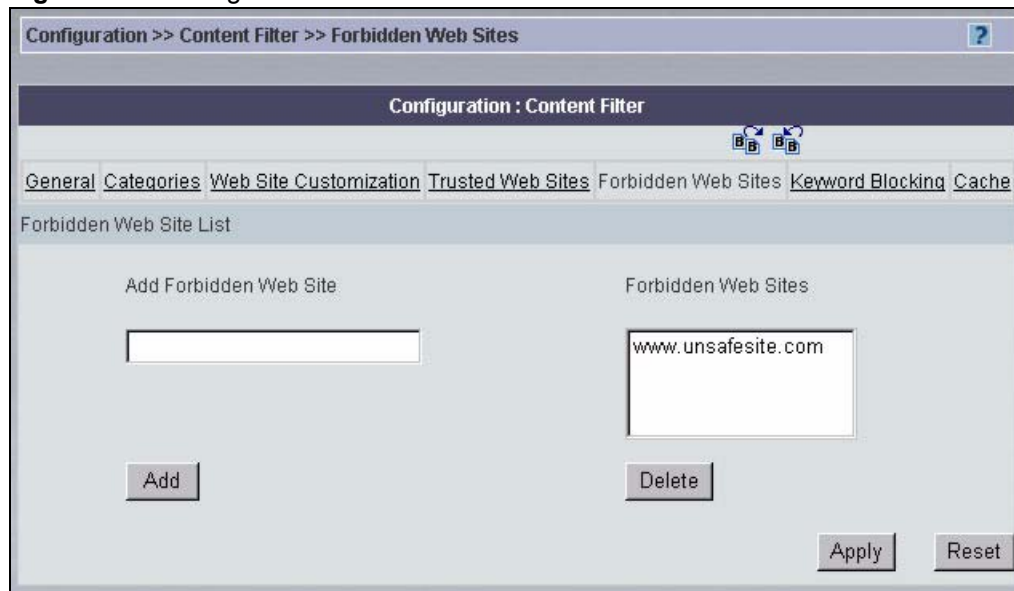 Configuration >> Content Filter >> Forbidden Web Sites ?
Configuration : Content Filter
B B B B
General Categories Web Site Customization Trusted Web Sites Forbidden Web Sites Keyword Blocking Cache
Forbidden Web Site List
Add Forbidden Web Site Forbidden Web Sites
www.unsafesite.com
Add Delete
Apply Reset